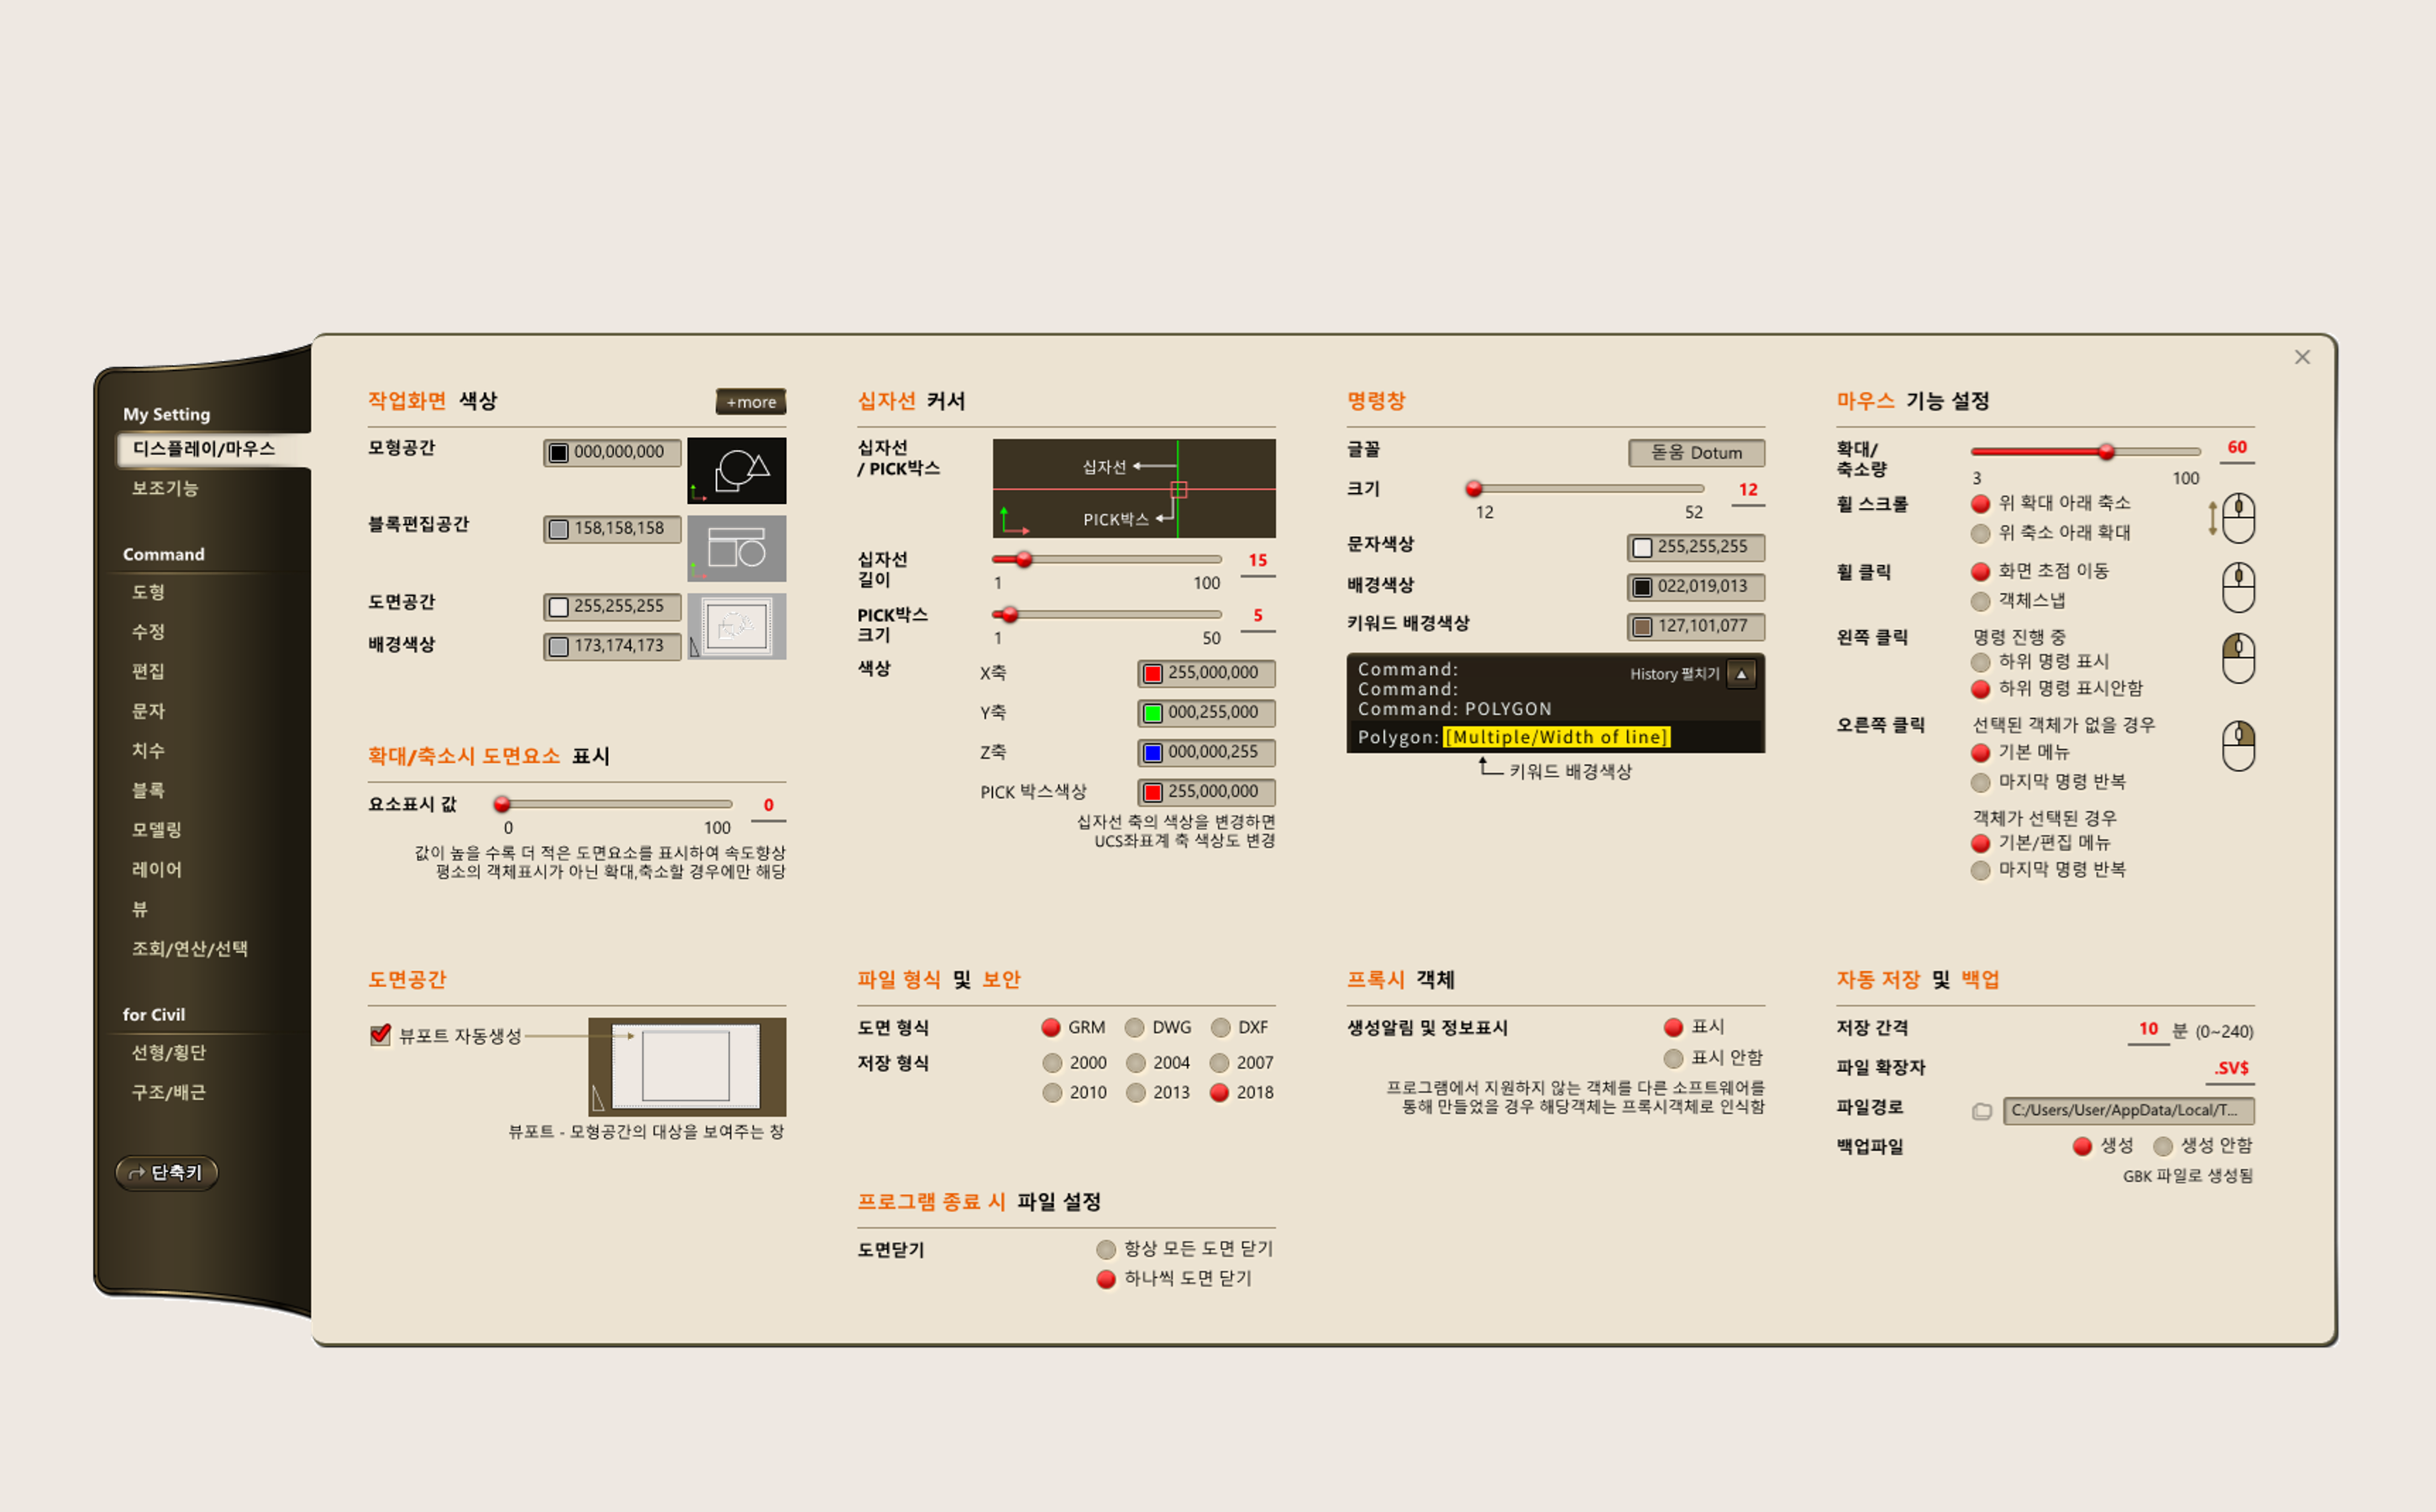 My Setting
디스플레이/마우스
보조기능
Command
도형
수정
편집
문자
치수
블록
모델링
레이어
뷰
조회/연산/선택
for Civil
선형/횡단
구조/배근
단축키
작업화면 색상
+more
모형공간
000,000,000
블록편집공간
158,158,158
도면공간
255,255,255
배경색상
173,174,173
확대/축소시 도면요소 표시
요소표시 값
0
0 100
값이 높을 수록 더 적은 도면요소를 표시하여 속도향상
평소의 객체표시가 아닌 확대,축소할 경우에만 해당
도면공간
뷰포트 자동생성
뷰포트 - 모형공간의 대상을 보여주는 창
십자선 커서
십자선
/ PICK박스
십자선
PICK박스
십자선
길이
15
1 100
PICK박스
크기
5
1 50
색상
X축 255,000,000
Y축 000,255,000
Z축 000,000,255
PICK 박스색상 255,000,000
십자선 축의 색상을 변경하면
UCS좌표계 축 색상도 변경
파일 형식 및 보안
도면 형식 GRM DWG DXF
저장 형식 2000 2004 2007
2010 2013 2018
프로그램 종료 시 파일 설정
도면닫기 항상 모든 도면 닫기
하나씩 도면 닫기
명령창
글꼴 돋움 Dotum
크기 12
12 52
문자색상 255,255,255
배경색상 022,019,013
키워드 배경색상 127,101,077
Command:
History 펼치기
Command:
Command: POLYGON
Polygon: [Multiple/Width of line]
키워드 배경색상
프록시 객체
생성알림 및 정보표시 표시
표시 안함
프로그램에서 지원하지 않는 객체를 다른 소프트웨어를
통해 만들었을 경우 해당객체는 프록시객체로 인식함
마우스 기능 설정
확대/
축소량
60
3 100
휠 스크롤 위 확대 아래 축소
위 축소 아래 확대
휠 클릭 화면 초점 이동
객체스냅
왼쪽 클릭 명령 진행 중
하위 명령 표시
하위 명령 표시안함
오른쪽 클릭 선택된 객체가 없을 경우
기본 메뉴
마지막 명령 반복
객체가 선택된 경우
기본/편집 메뉴
마지막 명령 반복
자동 저장 및 백업
저장 간격 10 분 (0~240)
파일 확장자 .SV$
파일경로 C:/Users/User/AppData/Local/T...
백업파일 생성 생성 안함
GBK 파일로 생성됨